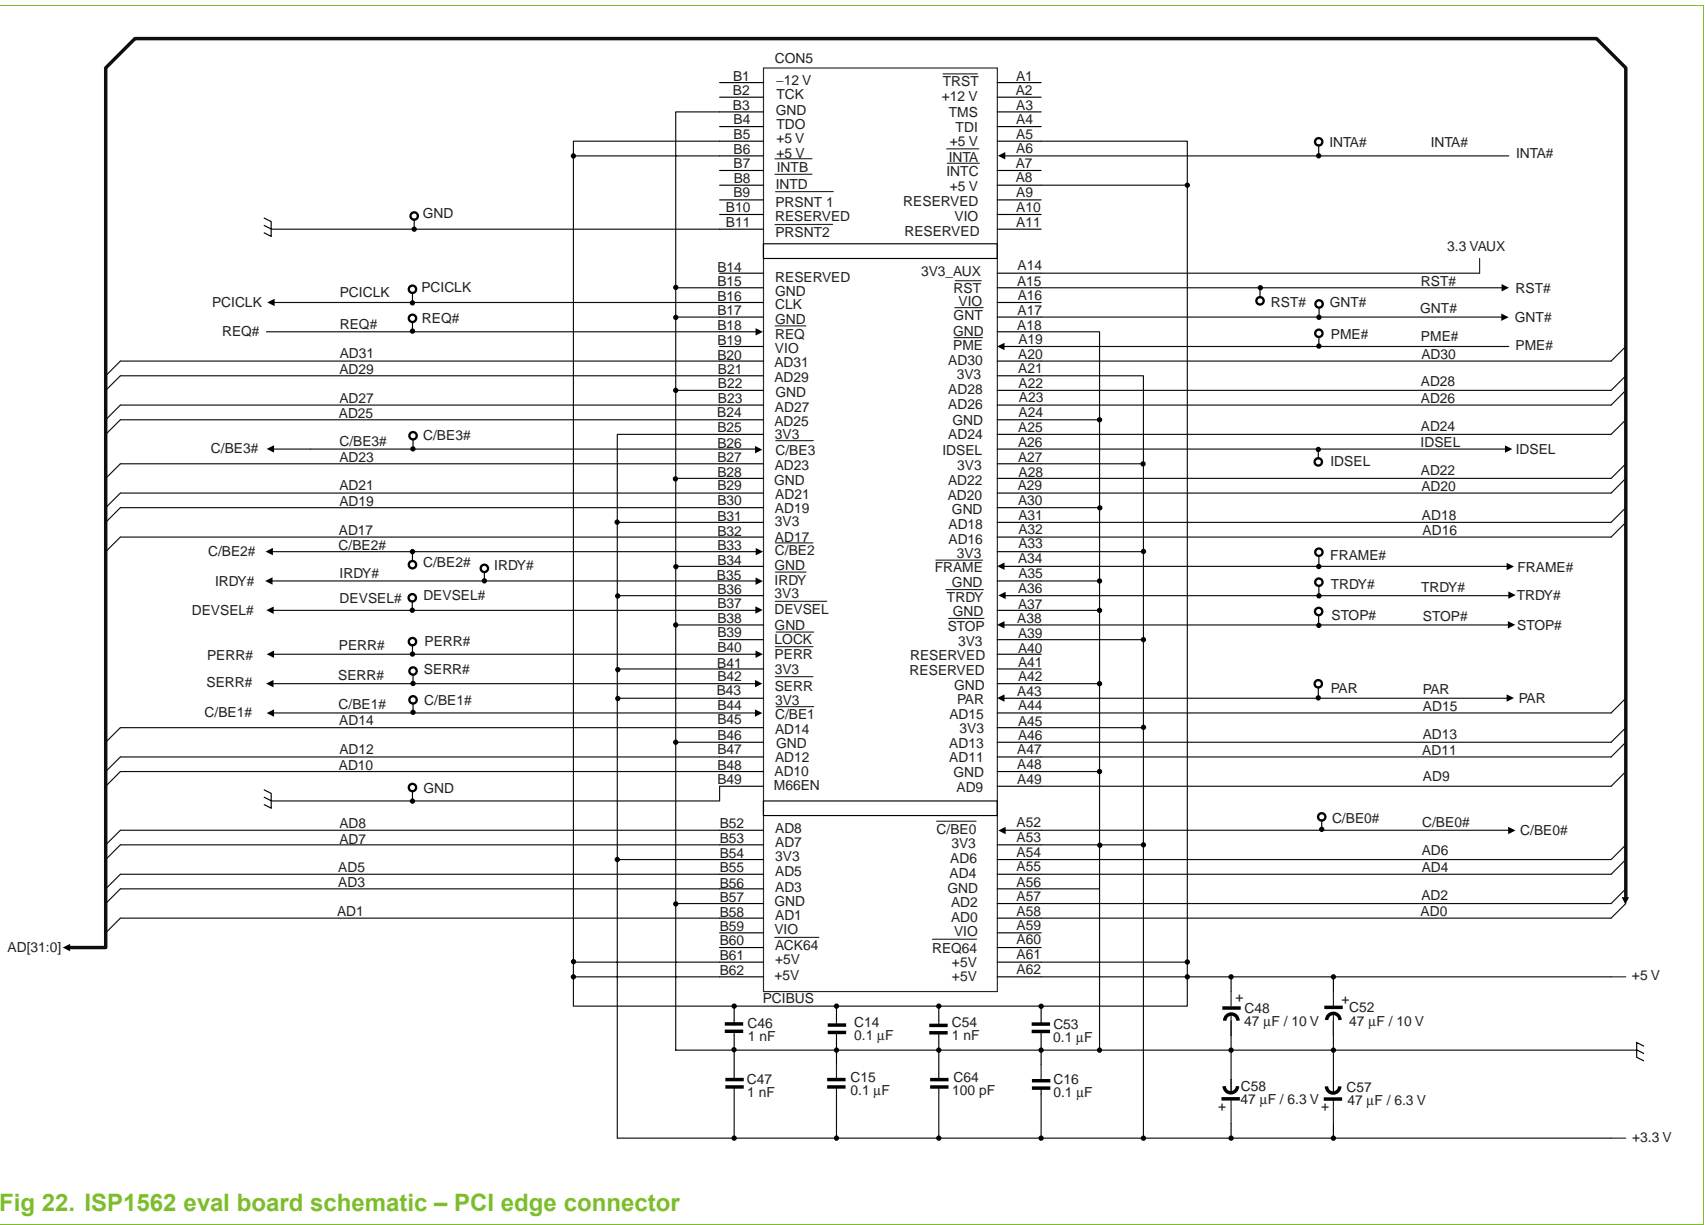 CON5
B1 –12 V TRST A1
B2 TCK +12 V A2
B3 GND TMS A3
B4 TDO TDI A4
B5 +5 V +5 V A5
B6 +5 V INTA A6 INTA# INTA# INTA#
B7 INTB INTC A7
B8 INTD +5 V A8
B9 PRSNT 1 RESERVED A9
B10 RESERVED VIO A10
GND B11 PRSNT2 RESERVED A11
3.3 VAUX
B14 RESERVED 3V3_AUX A14
B15 GND RST A15 RST# RST# RST#
PCICLK PCICLK PCICLK B16 CLK VIO A16
B17 GND GNT A17 GNT# GNT# GNT#
REQ# REQ# REQ# B18 REQ GND A18
B19 VIO PME A19 PME# PME# PME#
AD31 B20 AD31 AD30 A20 AD30
AD29 B21 AD29 3V3 A21
B22 GND AD28 A22 AD28
AD27 B23 AD27 AD26 A23 AD26
AD25 B24 AD25 GND A24
B25 3V3 AD24 A25 AD24
C/BE3# C/BE3# C/BE3# B26 C/BE3 IDSEL A26 IDSEL IDSEL IDSEL
AD23 B27 AD23 3V3 A27
B28 GND AD22 A28 AD22
AD21 B29 AD21 AD20 A29 AD20
AD19 B30 AD19 GND A30
B31 3V3 AD18 A31 AD18
AD17 B32 AD17 AD16 A32 AD16
C/BE2# C/BE2# C/BE2# B33 C/BE2 3V3 A33
B34 GND FRAME A34 FRAME# FRAME#
IRDY# IRDY# IRDY# B35 IRDY GND A35
B36 3V3 TRDY A36 TRDY# TRDY# TRDY#
DEVSEL# DEVSEL# DEVSEL# B37 DEVSEL GND A37
B38 GND STOP A38 STOP# STOP# STOP#
B39 LOCK 3V3 A39
PERR# PERR# PERR# B40 PERR RESERVED A40
B41 3V3 RESERVED A41
SERR# SERR# SERR# B42 SERR GND A42
B43 3V3 PAR A43 PAR PAR PAR
C/BE1# C/BE1# C/BE1# B44 C/BE1 AD15 A44 AD15
AD14 B45 AD14 3V3 A45
B46 GND AD13 A46 AD13
AD12 B47 AD12 AD11 A47 AD11
AD10 B48 AD10 GND A48
GND B49 M66EN AD9 A49 AD9
AD8 B52 AD8 C/BE0 A52 C/BE0# C/BE0# C/BE0#
AD7 B53 AD7 3V3 A53
B54 3V3 AD6 A54 AD6
AD5 B55 AD5 AD4 A55 AD4
AD3 B56 AD3 GND A56
B57 GND AD2 A57 AD2
AD1 B58 AD1 AD0 A58 AD0
B59 VIO VIO A59
AD[31:0] B60 ACK64 REQ64 A60
B61 +5V +5V A61
B62 +5V +5V A62 +5 V
PCIBUS
C46 C14 C54 C53 + C48 + C52
1 nF 0.1 µF 1 nF 0.1 µF 47 µF / 10 V 47 µF / 10 V
C47 C15 C64 C16 C58 C57
1 nF 0.1 µF 100 pF 0.1 µF + 47 µF / 6.3 V + 47 µF / 6.3 V
+3.3 V
Fig 22. ISP1562 eval board schematic – PCI edge connector